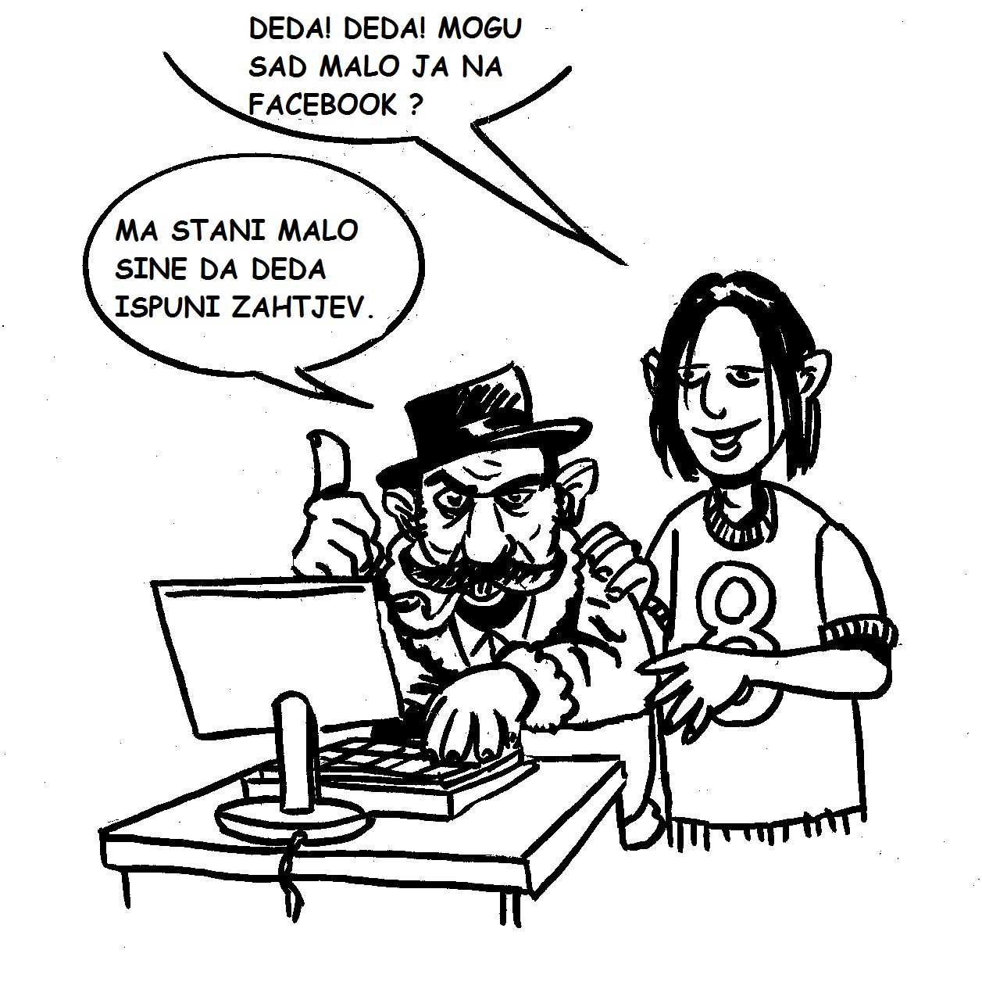 DEDA! DEDA! MOGU
SAD MALO JA NA
FACEBOOK ?
MA STANI MALO
SINE DA DEDA
ISPUNI ZAHTJEV.
8